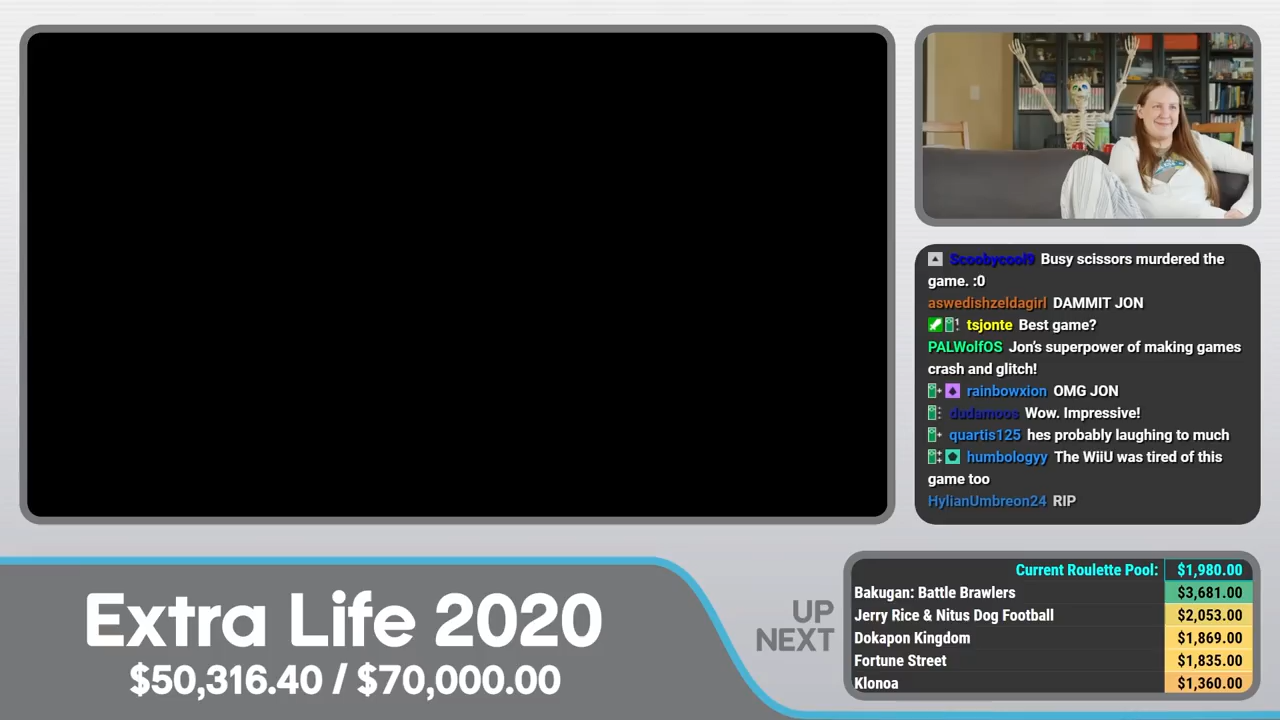 Scoobycool9 Busy scissors murdered the
game. :0
aswedishzeldagirl DAMMIT JON
tsjonte Best game?
PALWolfOS Jon's superpower of making games
crash and glitch!
rainbowxion OMG JON
dudamoos Wow. Impressive!
quartis125 hes probably laughing to much
humbologyy The WiiU was tired of this
game too
HylianUmbreon24 RIP
Extra Life 2020
$50,316.40 / $70,000.00
UP
NEXT
Current Roulette Pool: $1,980.00
Bakugan: Battle Brawlers $3,681.00
Jerry Rice & Nitus Dog Football $2,053.00
Dokapon Kingdom $1,869.00
Fortune Street $1,835.00
Klonoa $1,360.00